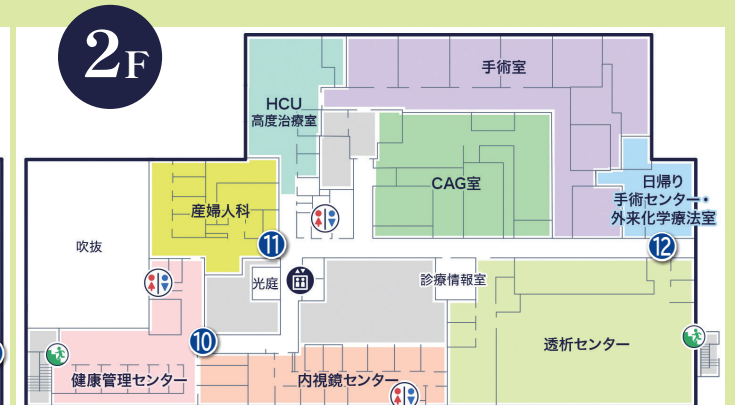 2F
手術室
HCU
高度治療室
CAG室
日帰り
手術センター・
外来化学療法室
産婦人科
11
12
吹抜
光庭
診療情報室
10
透析センター
健康管理センター
内視鏡センター